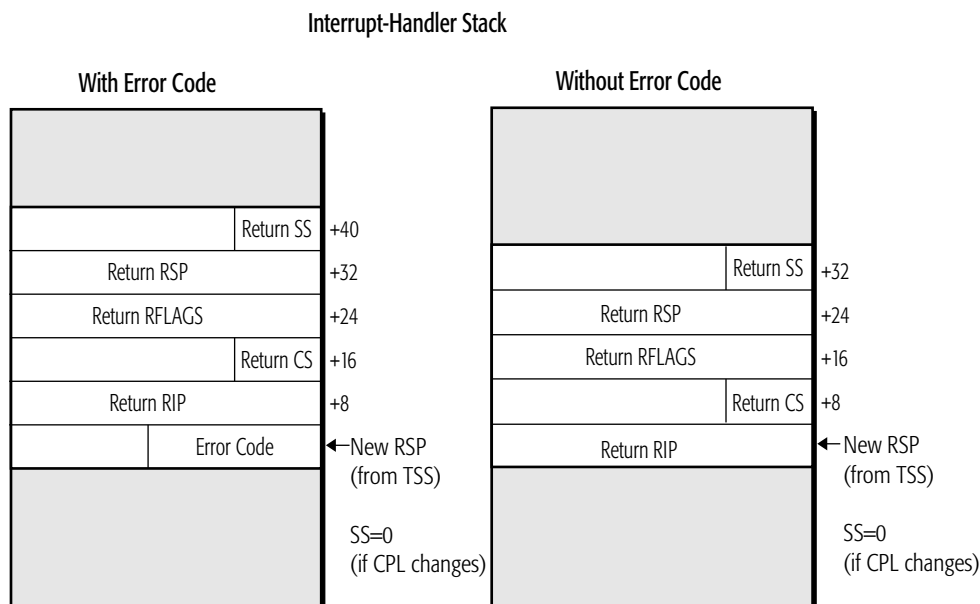 Interrupt-Handler Stack
With Error Code
Return SS +40
Return RSP +32
Return RFLAGS +24
Return CS +16
Return RIP +8
Error Code
New RSP
(from TSS)
SS=0
(if CPL changes)
Without Error Code
Return SS +32
Return RSP +24
Return RFLAGS +16
Return CS +8
Return RIP
New RSP
(from TSS)
SS=0
(if CPL changes)